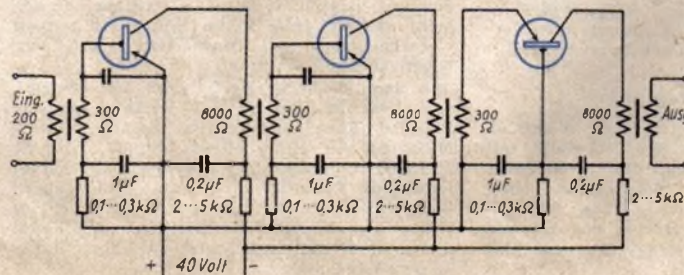 Eing.
200
Ω
300
Ω
8000
Ω
300
Ω
8000
Ω
300
Ω
8000
Ω
Ausg
1µF
0,2µF
1µF
0,2µF
1µF
0,2µF
0,1···0,3kΩ
2···5kΩ
0,1···0,3kΩ
2···5kΩ
0,1···0,3kΩ
2···5kΩ
+ 40 Volt −